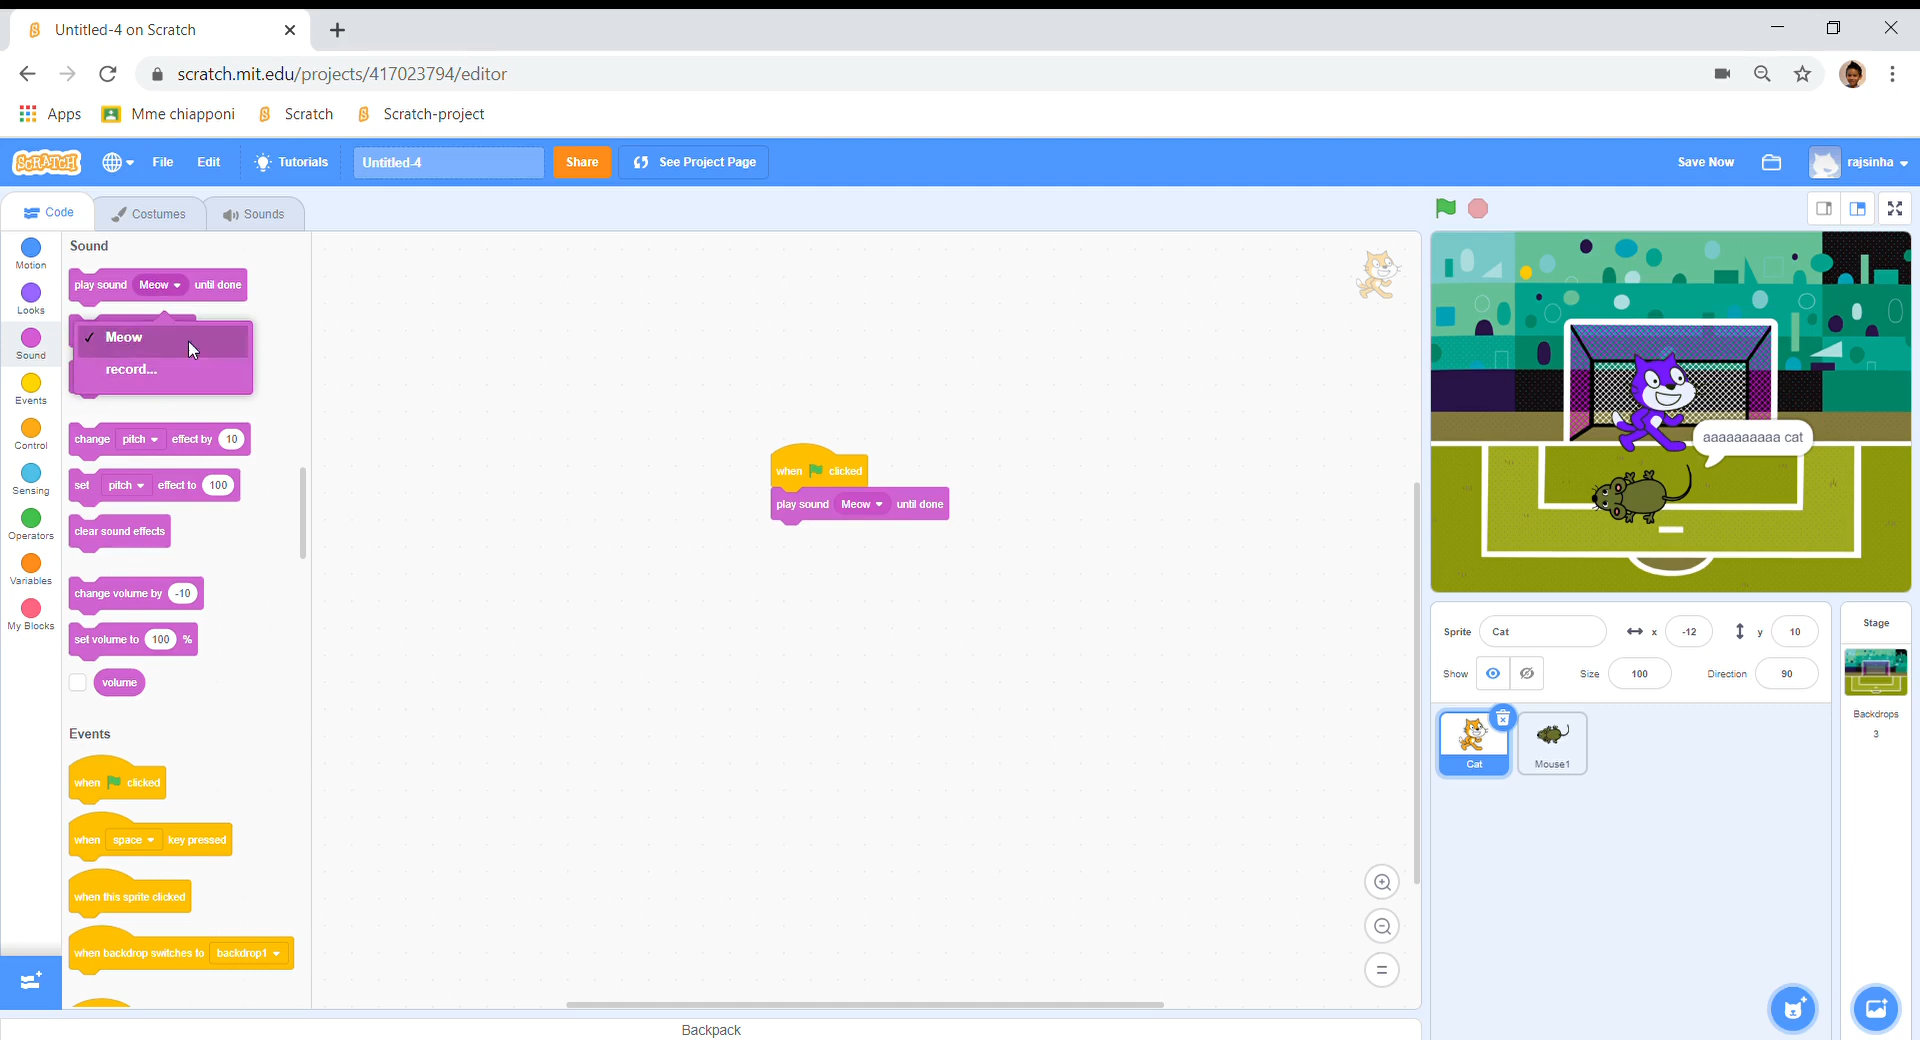 Untitled-4 on Scratch
scratch.mit.edu/projects/417023794/editor
Apps Mme chiapponi Scratch Scratch-project
SCRATCH File Edit Tutorials Untitled-4 Share See Project Page Save Now rajsinha
Code Costumes Sounds
Motion
Looks
Sound
Events
Control
Sensing
Operators
Variables
My Blocks
Sound
play sound Meow until done
✓ Meow
record...
change pitch effect by 10
set pitch effect to 100
clear sound effects
change volume by -10
set volume to 100 %
volume
Events
when clicked
when space key pressed
when this sprite clicked
when backdrop switches to backdrop1
when clicked
play sound Meow until done
aaaaaaaaaa cat
Sprite Cat x -12 y 10
Show Size 100 Direction 90
Cat
Mouse1
Stage
Backdrops
3
Backpack